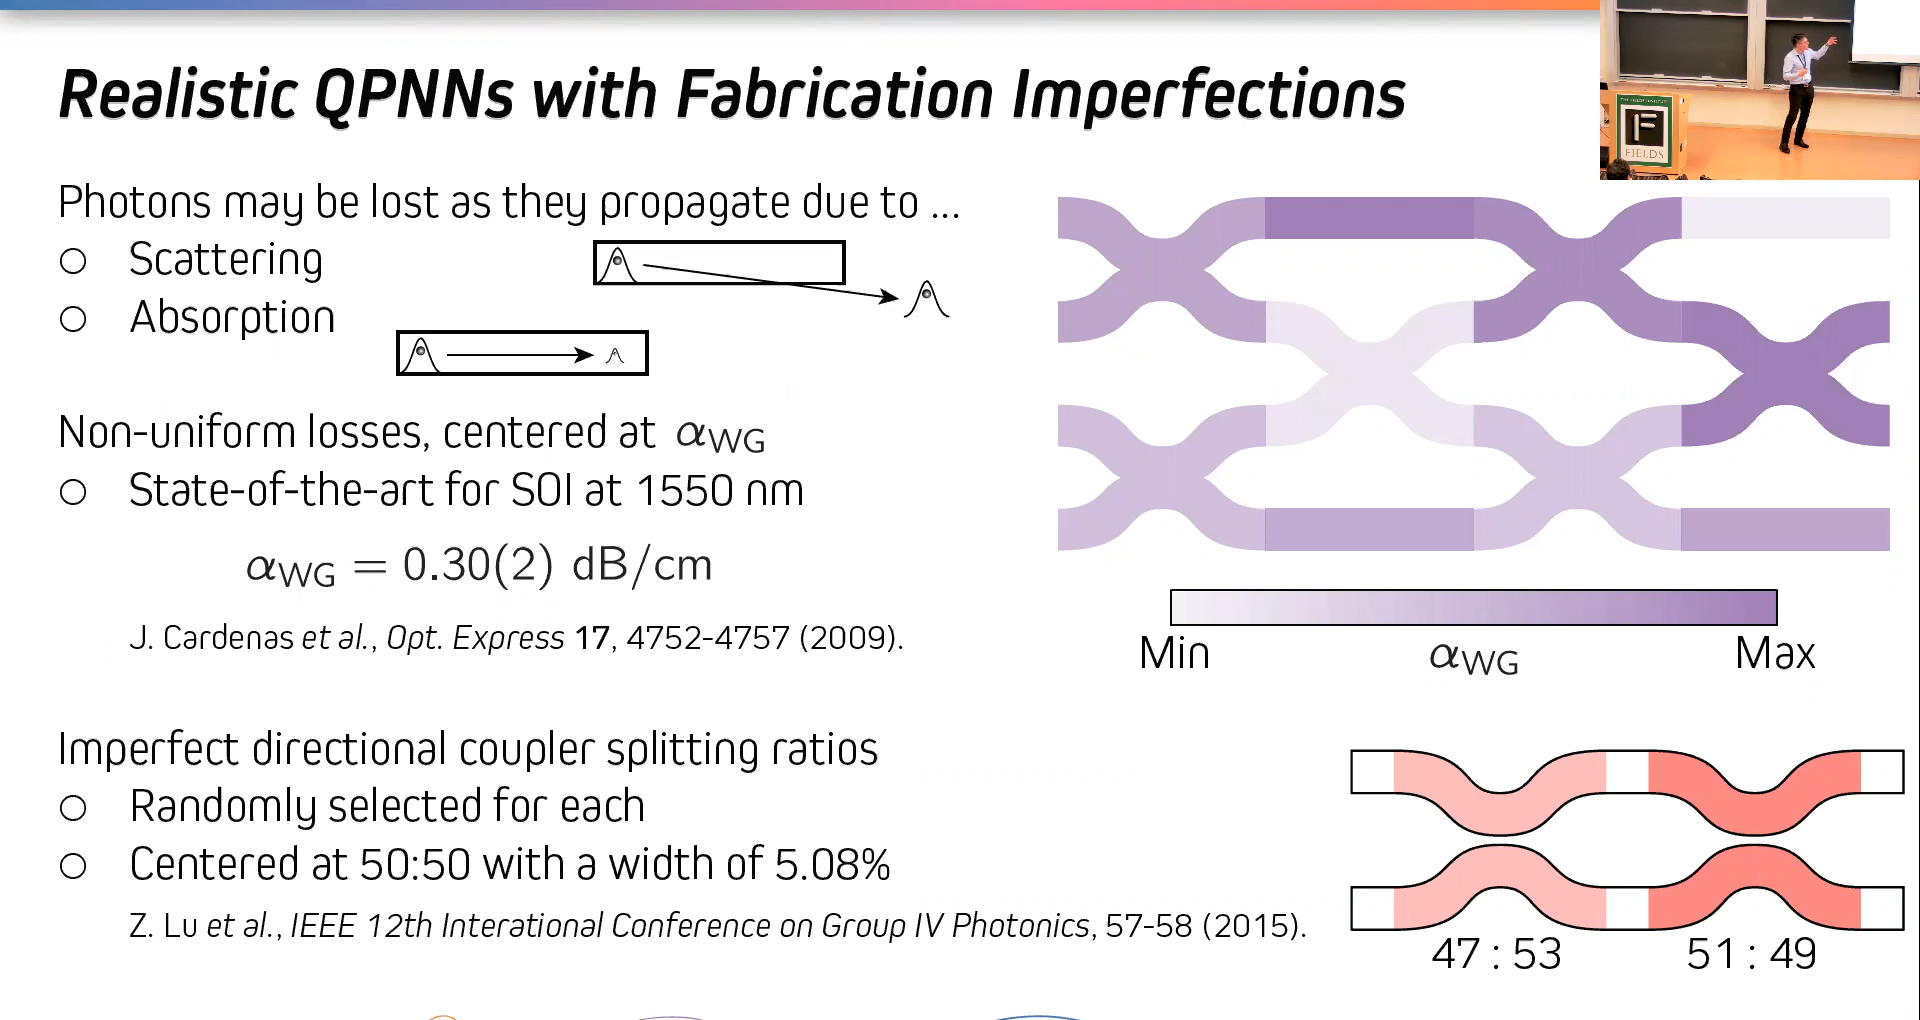 Realistic QPNNs with Fabrication Imperfections
Photons may be lost as they propagate due to ...
○ Scattering
○ Absorption
Non-uniform losses, centered at α_WG
○ State-of-the-art for SOI at 1550 nm
α_WG = 0.30(2) dB/cm
J. Cardenas et al., Opt. Express 17, 4752-4757 (2009).
Min α_WG Max
Imperfect directional coupler splitting ratios
○ Randomly selected for each
○ Centered at 50:50 with a width of 5.08%
Z. Lu et al., IEEE 12th Interational Conference on Group IV Photonics, 57-58 (2015).
47 : 53 51 : 49
F
FIELDS